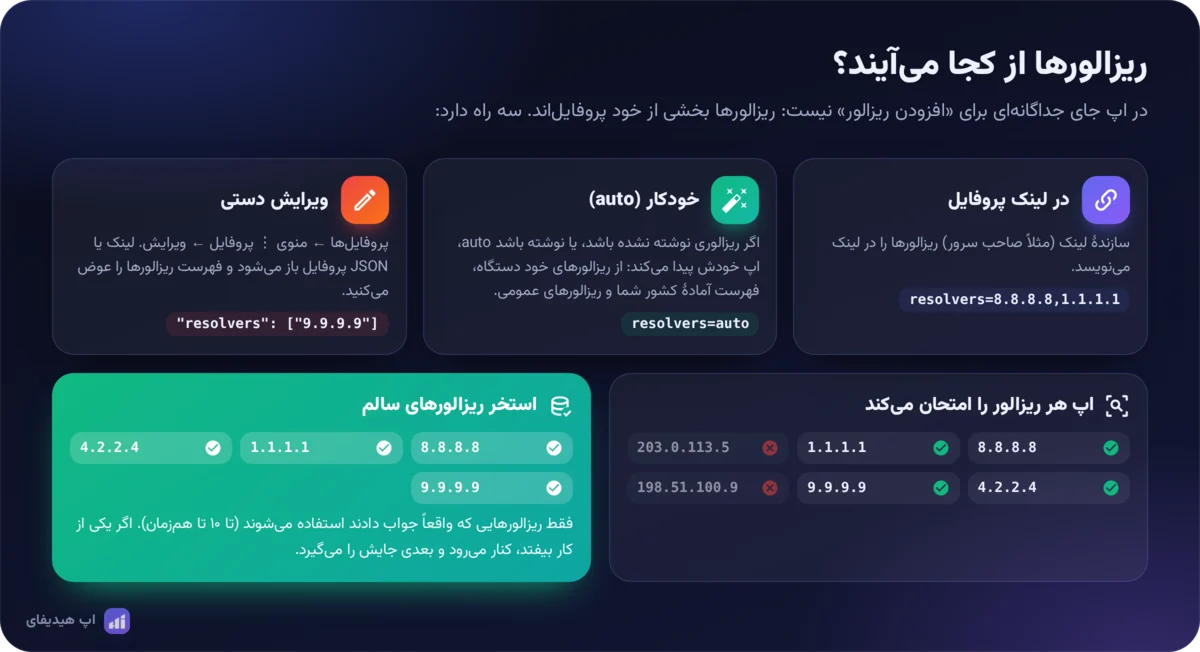 ریزالورها از کجا می‌آیند؟
در اپ جای جداگانه‌ای برای «افزودن ریزالور» نیست: ریزالورها بخشی از خود پروفایل‌اند. سه راه دارد:
در لینک پروفایل
سازندهٔ لینک (مثلاً صاحب سرور) ریزالورها را در لینک
می‌نویسد.
resolvers=8.8.8.8,1.1.1.1
خودکار (auto)
اگر ریزالوری نوشته نشده باشد، یا نوشته باشد auto،
اپ خودش پیدا می‌کند: از ریزالورهای خود دستگاه،
فهرست آمادهٔ کشور شما و ریزالورهای عمومی.
resolvers=auto
ویرایش دستی
پروفایل‌ها ← منوی ⋮ پروفایل ← ویرایش. لینک یا
JSON پروفایل باز می‌شود و فهرست ریزالورها را عوض
می‌کنید.
"resolvers": ["9.9.9.9"]
اپ هر ریزالور را امتحان می‌کند
8.8.8.8
1.1.1.1
203.0.113.5
4.2.2.4
9.9.9.9
198.51.100.9
استخر ریزالورهای سالم
8.8.8.8
1.1.1.1
4.2.2.4
9.9.9.9
فقط ریزالورهایی که واقعاً جواب دادند استفاده می‌شوند (تا ۱۰ تا هم‌زمان). اگر یکی از
کار بیفتد، کنار می‌رود و بعدی جایش را می‌گیرد.
اپ هیدیفای